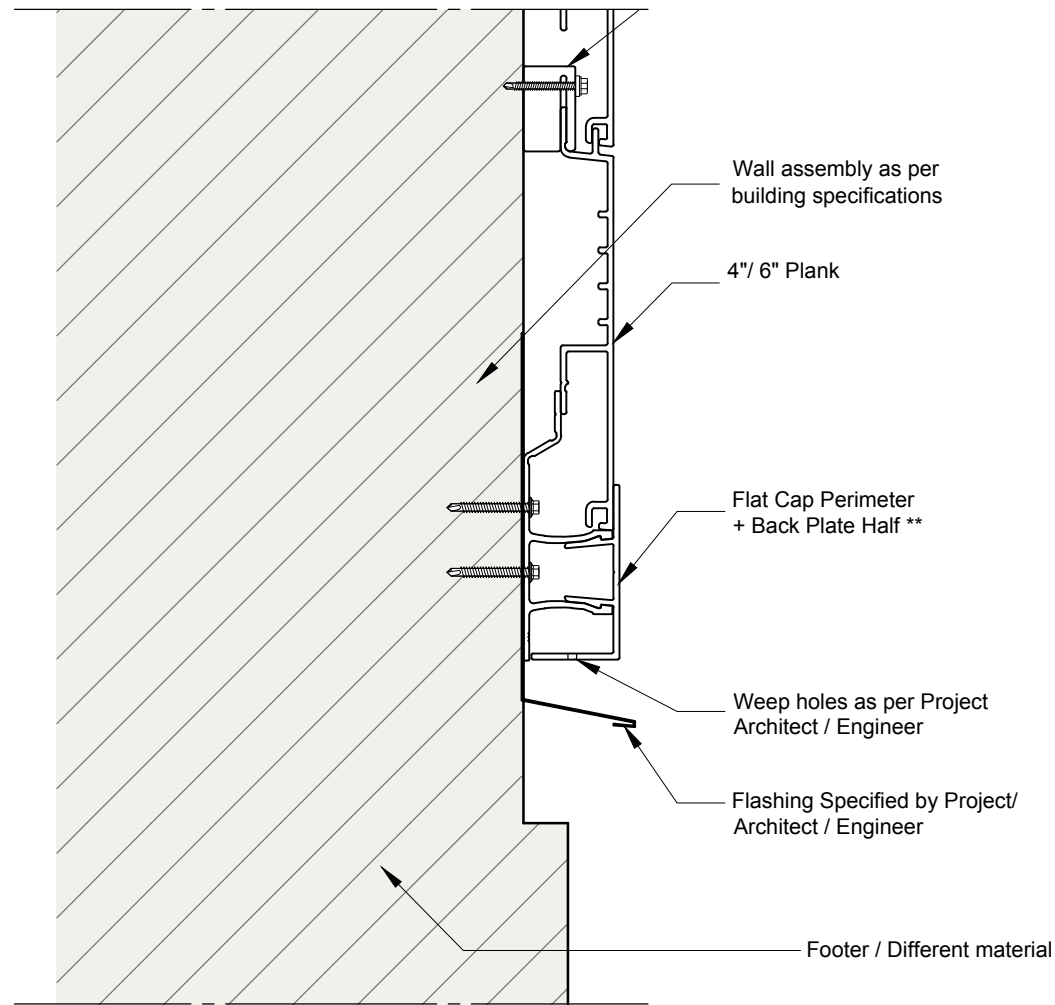 Wall assembly as per
building specifications
4"/ 6" Plank
Flat Cap Perimeter
+ Back Plate Half **
Weep holes as per Project
Architect / Engineer
Flashing Specified by Project/
Architect / Engineer
Footer / Different material